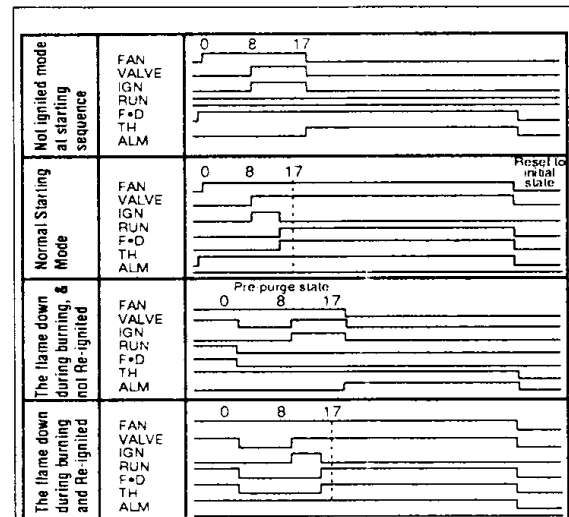 Not ignited mode
at starting
sequence
FAN
VALVE
IGN
RUN
F•D
TH
ALM
0 8 17
Normal Starting
Mode
FAN
VALVE
IGN
RUN
F•D
TH
ALM
0 8 17
Reset to
initial
state
The flame down
during burning, &
not Re-ignited
FAN
VALVE
IGN
RUN
F•D
TH
ALM
Pre-purge state
0 8 17
The flame down
during burning
and Re-ignited
FAN
VALVE
IGN
RUN
F•D
TH
ALM
0 8 17